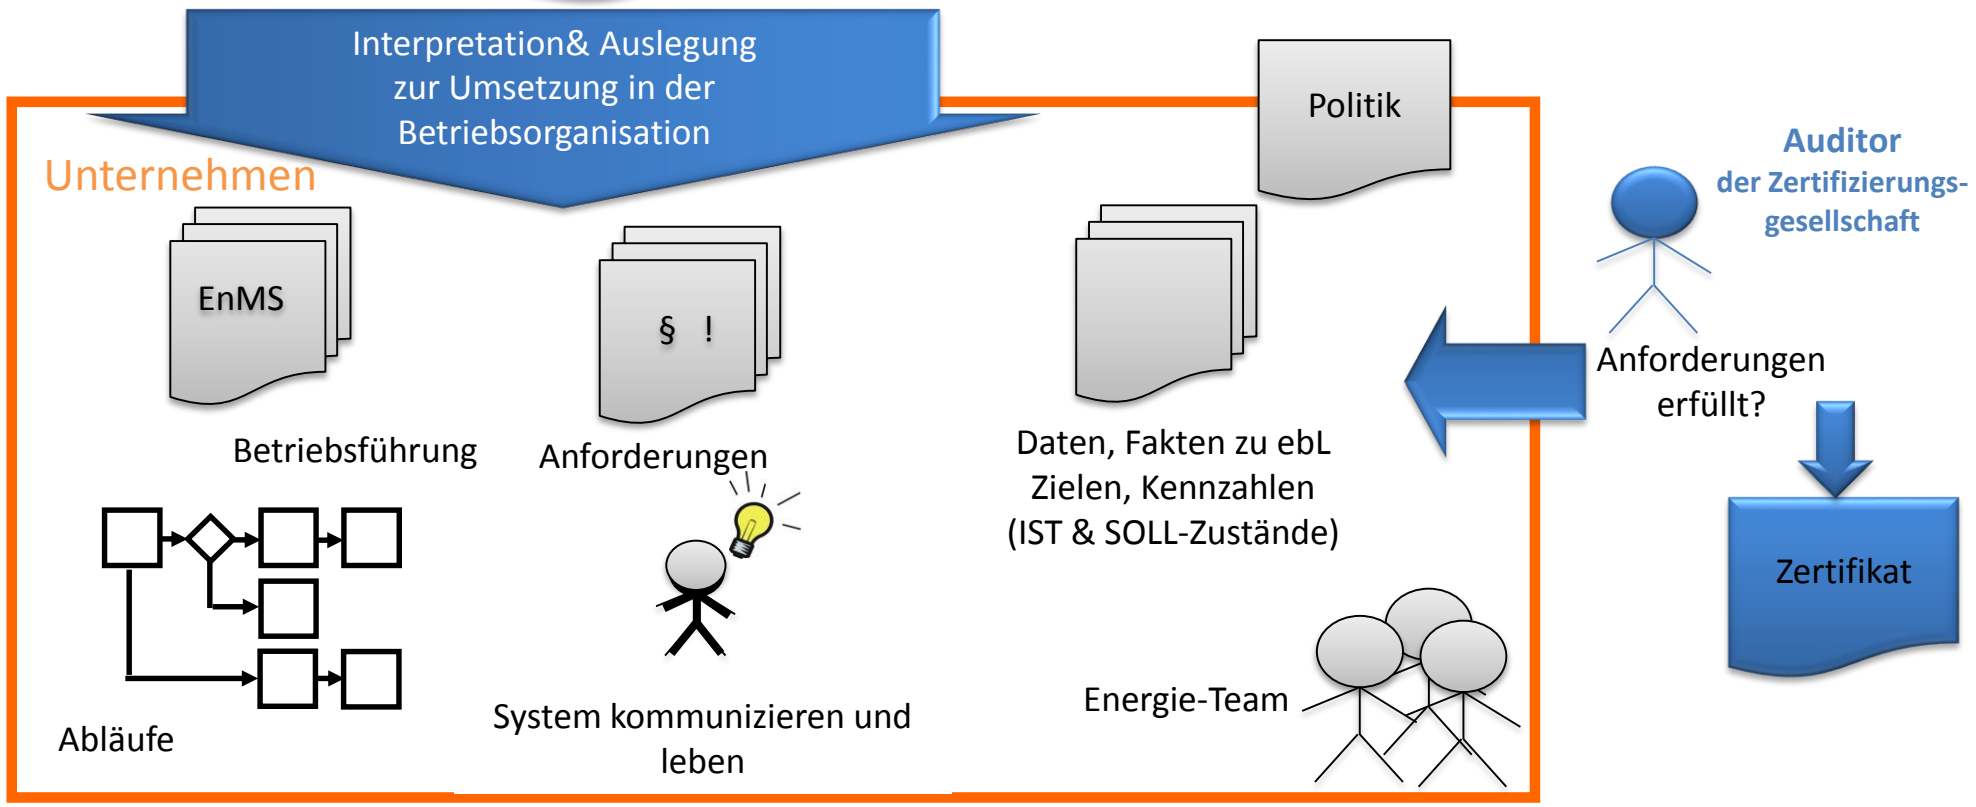 Interpretation& Auslegung
zur Umsetzung in der
Betriebsorganisation
Politik
Unternehmen
Auditor
der Zertifizierungs-
gesellschaft
EnMS
§ !
Anforderungen
erfüllt?
Betriebsführung
Anforderungen
Daten, Fakten zu ebL
Zielen, Kennzahlen
(IST & SOLL-Zustände)
Zertifikat
Abläufe
System kommunizieren und
leben
Energie-Team